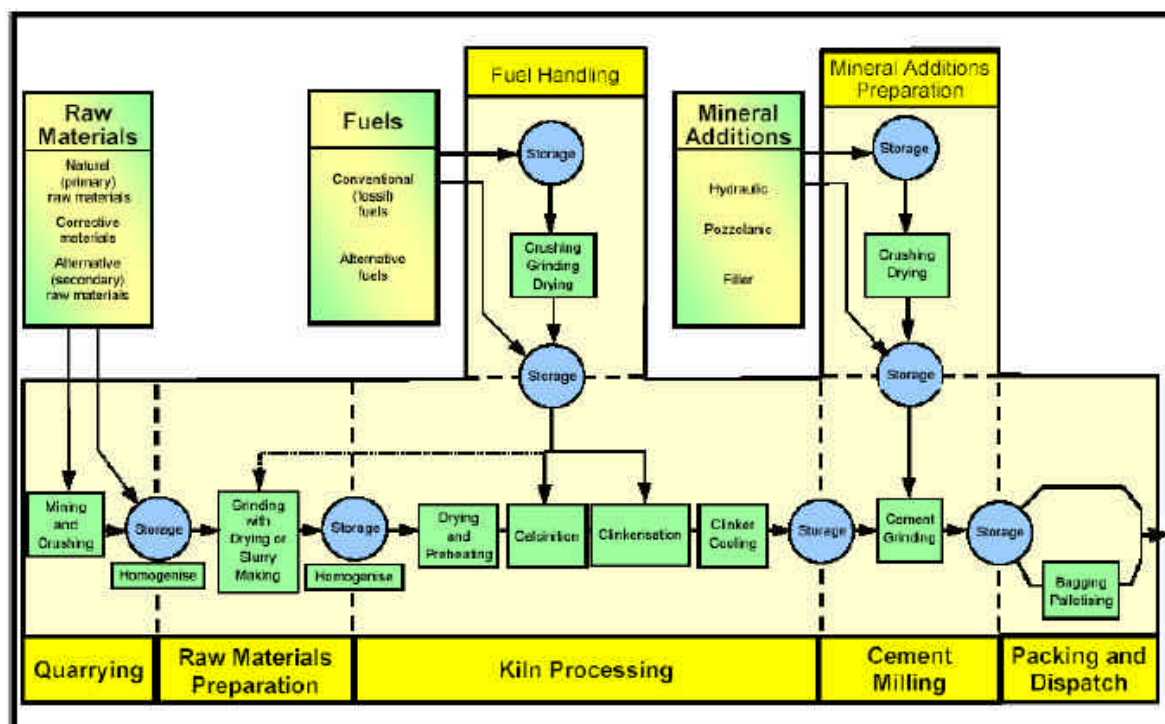 Fuel Handling
Mineral Additions
Preparation
Raw
Materials
Natural
(primary)
raw materials
Corrective
materials
Alternative
(secondary)
raw materials
Fuels
Conventional
(fossil)
fuels
Alternative
fuels
Storage
Crushing
Grinding
Drying
Storage
Mineral
Additions
Hydraulic
Pozzolanic
Filler
Storage
Crushing
Drying
Storage
Mining
and
Crushing
Storage
Homogenise
Grinding
with
Drying or
Slurry
Making
Storage
Homogenise
Drying
and
Preheating
Calsinition
Clinkerisation
Clinker
Cooling
Storage
Cement
Grinding
Storage
Bagging
Palletising
Quarrying
Raw Materials
Preparation
Kiln Processing
Cement
Milling
Packing and
Dispatch